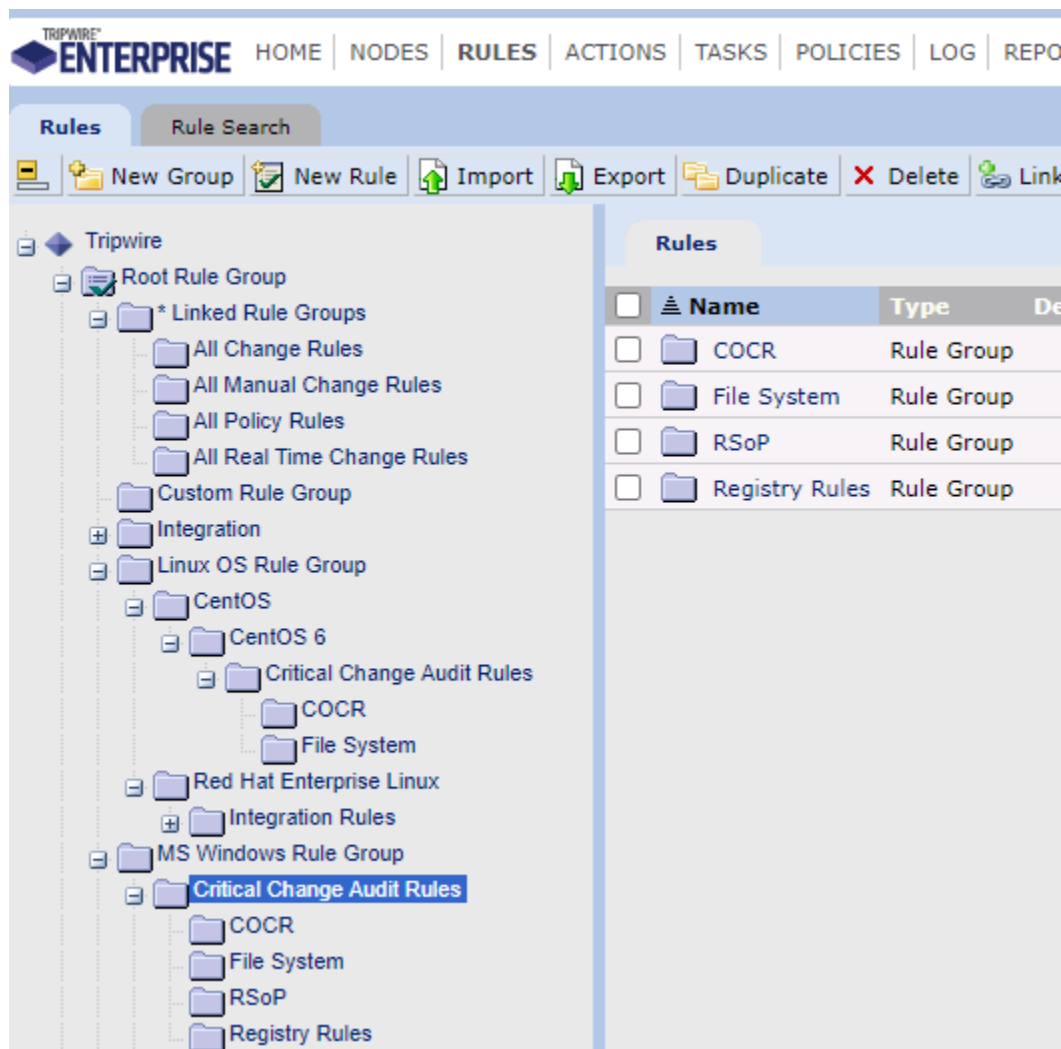 TRIPWIRE
ENTERPRISE HOME NODES RULES ACTIONS TASKS POLICIES LOG REPO
Rules Rule Search
New Group New Rule Import Export Duplicate Delete Link
Tripwire
Root Rule Group
* Linked Rule Groups
All Change Rules
All Manual Change Rules
All Policy Rules
All Real Time Change Rules
Custom Rule Group
Integration
Linux OS Rule Group
CentOS
CentOS 6
Critical Change Audit Rules
COCR
File System
Red Hat Enterprise Linux
Integration Rules
MS Windows Rule Group
Critical Change Audit Rules
COCR
File System
RSoP
Registry Rules
Rules
Name Type De
COCR Rule Group
File System Rule Group
RSoP Rule Group
Registry Rules Rule Group